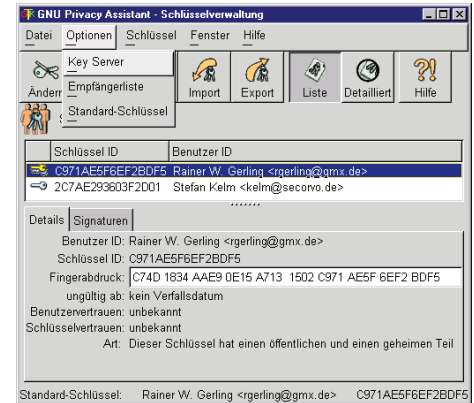 GNU Privacy Assistant - Schlüsselverwaltung
Datei Optionen Schlüssel Fenster Hilfe
Key Server
Empfängerliste
Standard-Schlüssel
Ändern Import Export Liste Detailliert Hilfe
Schlüssel ID Benutzer ID
C971AE5F6EF2BDF5 Rainer W. Gerling <rgerling@gmx.de>
2C7AE293603F2D01 Stefan Kelm <kelm@secorvo.de>
Details Signaturen
Benutzer ID: Rainer W. Gerling <rgerling@gmx.de>
Schlüssel ID: C971AE5F6EF2BDF5
Fingerabdruck: C74D 1834 AAE9 0E15 A713 1502 C971 AE5F 6EF2 BDF5
ungültig ab: kein Verfallsdatum
Benutzervertrauen: unbekannt
Schlüsselvertrauen: unbekannt
Art: Dieser Schlüssel hat einen öffentlichen und einen geheimen Teil
Standard-Schlüssel: Rainer W. Gerling <rgerling@gmx.de> C971AE5F6EF2BDF5